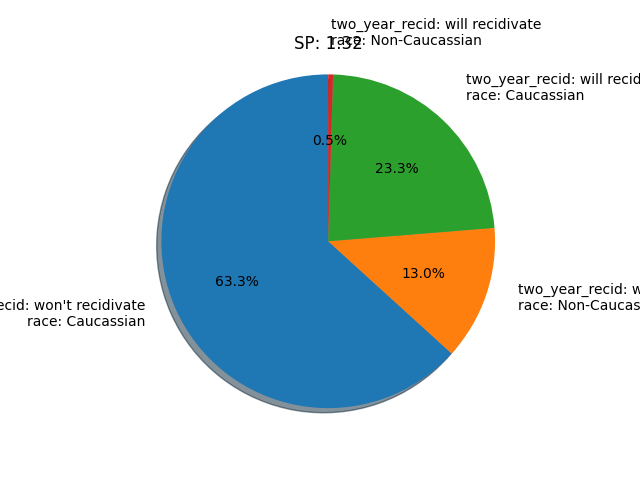 two_year_recid: will recidivate
race: Non-Caucassian
SP: 1.32
two_year_recid: will recid
race: Caucassian
0.5%
23.3%
63.3%
13.0%
two_year_recid: w
race: Non-Caucas
ecid: won't recidivate
race: Caucassian